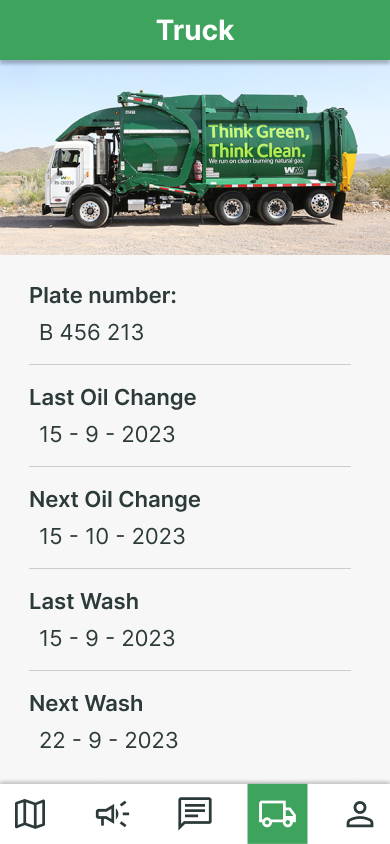 Truck
Think Green,
Think Clean.
We run on clean burning natural gas.
WM
Plate number:
B 456 213
Last Oil Change
15 - 9 - 2023
Next Oil Change
15 - 10 - 2023
Last Wash
15 - 9 - 2023
Next Wash
22 - 9 - 2023